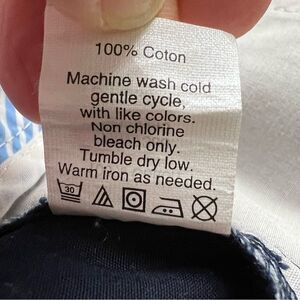 100% Coton
Machine wash cold
gentle cycle,
with like colors.
Non chlorine
bleach only.
Tumble dry low.
Warm iron as needed.
30